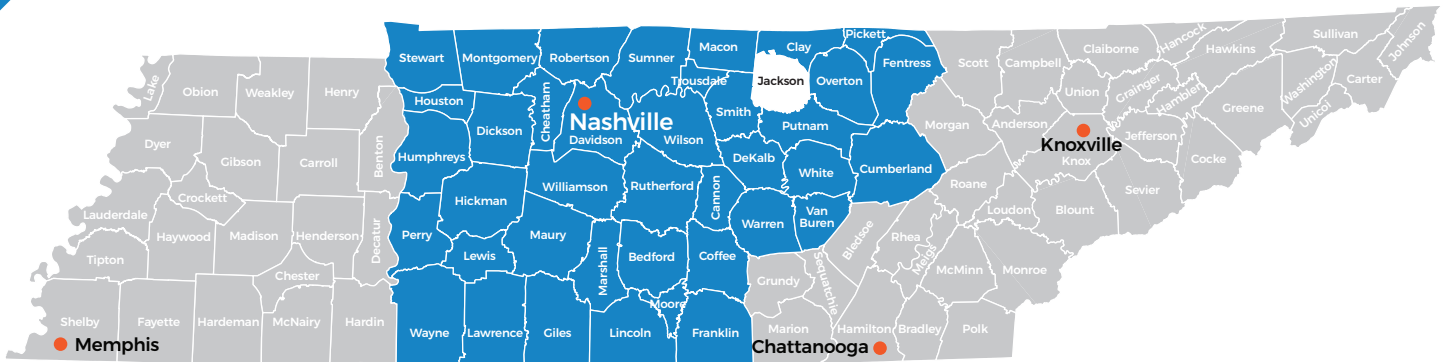 Lake
Obion
Weakley
Henry
Dyer
Gibson
Carroll
Benton
Crockett
Lauderdale
Haywood
Madison
Henderson
Decatur
Tipton
Chester
Shelby
Fayette
Hardeman
McNairy
Hardin
Memphis
Stewart
Montgomery
Robertson
Sumner
Macon
Clay
Pickett
Trousdale
Jackson
Overton
Fentress
Houston
Cheatham
Smith
Dickson
Nashville
Davidson
Wilson
Putnam
Humphreys
DeKalb
White
Cumberland
Williamson
Rutherford
Cannon
Hickman
Warren
Van
Buren
Perry
Maury
Lewis
Marshall
Bedford
Coffee
Moore
Wayne
Lawrence
Giles
Lincoln
Franklin
Scott
Campbell
Claiborne
Hancock
Hawkins
Sullivan
Johnson
Union
Grainger
Hamblen
Washington
Carter
Greene
Unicoi
Morgan
Anderson
Knoxville
Knox
Jefferson
Cocke
Roane
Sevier
Loudon
Blount
Bledsoe
Rhea
Meigs
McMinn
Monroe
Grundy
Sequatchie
Marion
Hamilton
Bradley
Polk
Chattanooga